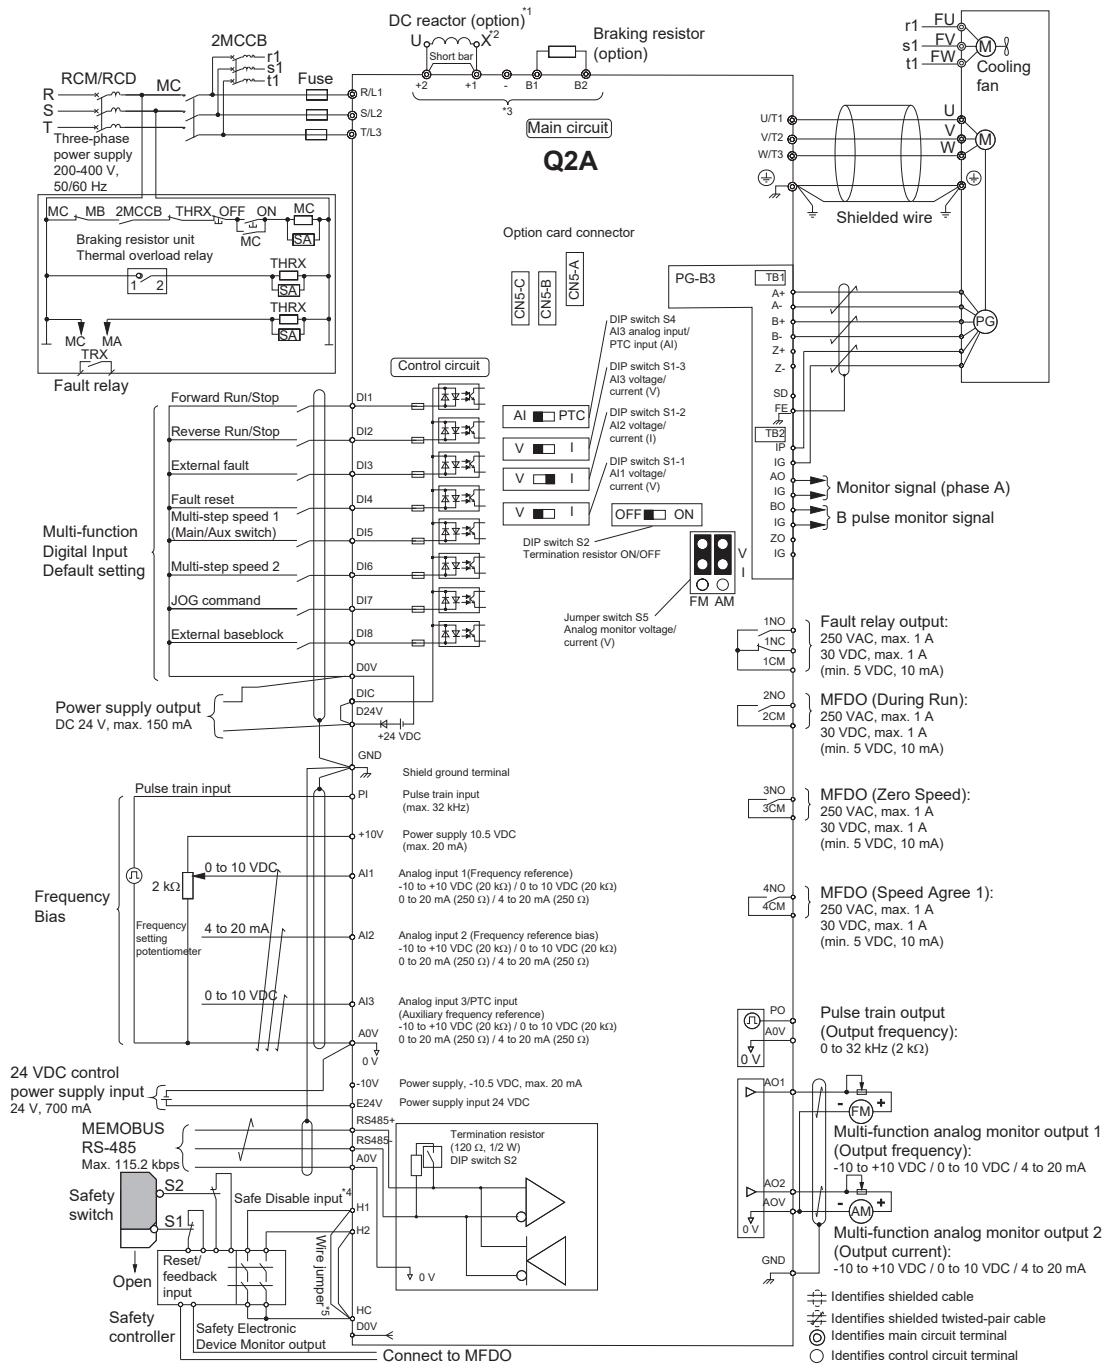 DC reactor (option)*1
U X*2
Short bar
+2 +1 - B1 B2
*3
Braking resistor
(option)
2MCCB
r1
s1
t1
RCM/RCD
MC
Fuse
R
S
T
R/L1
S/L2
T/L3
Three-phase
power supply
200-400 V,
50/60 Hz
Main circuit
Q2A
r1 FU
s1 FV
t1 FW
M
Cooling
fan
U/T1
V/T2
W/T3
U
V
W
M
Shielded wire
MC MB 2MCCB THRX OFF ON MC
MC
SA
Braking resistor unit
Thermal overload relay
1 2
THRX
SA
THRX
SA
MC MA
TRX
Fault relay
Option card connector
CN5-C
CN5-B
CN5-A
PG-B3
TB1
A+
A-
B+
B-
Z+
Z-
SD
FE
TB2
IP
IG
AO
IG
BO
IG
ZO
IG
PG
Monitor signal (phase A)
B pulse monitor signal
DIP switch S4
AI3 analog input/
PTC input (AI)
DIP switch S1-3
AI3 voltage/
current (V)
DIP switch S1-2
AI2 voltage/
current (I)
DIP switch S1-1
AI1 voltage/
current (V)
AI PTC
V I
V I
V I
OFF ON
DIP switch S2
Termination resistor ON/OFF
V
I
FM AM
Jumper switch S5
Analog monitor voltage/
current (V)
Control circuit
Multi-function
Digital Input
Default setting
Forward Run/Stop
DI1
Reverse Run/Stop
DI2
External fault
DI3
Fault reset
DI4
Multi-step speed 1
(Main/Aux switch)
DI5
Multi-step speed 2
DI6
JOG command
DI7
External baseblock
DI8
D0V
DIC
D24V
+24 VDC
Power supply output
DC 24 V, max. 150 mA
GND
Shield ground terminal
Pulse train input
PI
Pulse train input
(max. 32 kHz)
+10V
Power supply 10.5 VDC
(max. 20 mA)
Frequency
Bias
2 kΩ
Frequency
setting
potentiometer
0 to 10 VDC
AI1
Analog input 1(Frequency reference)
-10 to +10 VDC (20 kΩ) / 0 to 10 VDC (20 kΩ)
0 to 20 mA (250 Ω) / 4 to 20 mA (250 Ω)
4 to 20 mA
AI2
Analog input 2 (Frequency reference bias)
-10 to +10 VDC (20 kΩ) / 0 to 10 VDC (20 kΩ)
0 to 20 mA (250 Ω) / 4 to 20 mA (250 Ω)
0 to 10 VDC
AI3
Analog input 3/PTC input
(Auxiliary frequency reference)
-10 to +10 VDC (20 kΩ) / 0 to 10 VDC (20 kΩ)
0 to 20 mA (250 Ω) / 4 to 20 mA (250 Ω)
A0V
0 V
24 VDC control
power supply input
24 V, 700 mA
-10V
Power supply, -10.5 VDC, max. 20 mA
E24V
Power supply input 24 VDC
MEMOBUS
RS-485
Max. 115.2 kbps
RS485+
RS485-
A0V
Termination resistor
(120 Ω, 1/2 W)
DIP switch S2
0 V
Safety
switch
S2
S1
Open
Safe Disable input*4
H1
H2
Wire jumper*5
HC
D0V
Reset/
feedback
input
Safety
controller
Safety Electronic
Device Monitor output
Connect to MFDO
1NO
1NC
1CM
Fault relay output:
250 VAC, max. 1 A
30 VDC, max. 1 A
(min. 5 VDC, 10 mA)
2NO
2CM
MFDO (During Run):
250 VAC, max. 1 A
30 VDC, max. 1 A
(min. 5 VDC, 10 mA)
3NO
3CM
MFDO (Zero Speed):
250 VAC, max. 1 A
30 VDC, max. 1 A
(min. 5 VDC, 10 mA)
4NO
4CM
MFDO (Speed Agree 1):
250 VAC, max. 1 A
30 VDC, max. 1 A
(min. 5 VDC, 10 mA)
PO
A0V
0 V
Pulse train output
(Output frequency):
0 to 32 kHz (2 kΩ)
AO1
- +
FM
Multi-function analog monitor output 1
(Output frequency):
-10 to +10 VDC / 0 to 10 VDC / 4 to 20 mA
AO2
AOV
0 V
- +
AM
Multi-function analog monitor output 2
(Output current):
-10 to +10 VDC / 0 to 10 VDC / 4 to 20 mA
GND
Identifies shielded cable
Identifies shielded twisted-pair cable
Identifies main circuit terminal
Identifies control circuit terminal